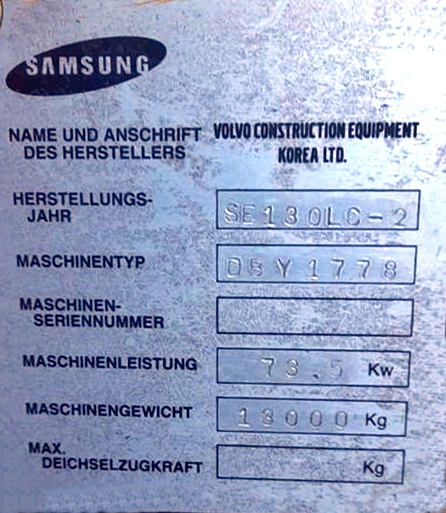 SAMSUNG
NAME UND ANSCHRIFT VOLVO CONSTRUCTION EQUIPMENT
DES HERSTELLERS KOREA LTD.
HERSTELLUNGS-
JAHR SE130LC-2
MASCHINENTYP DBY1778
MASCHINEN-
SERIENNUMMER
MASCHINENLEISTUNG 73.5 Kw
MASCHINENGEWICHT 13000 Kg
MAX.
DEICHSELZUGKRAFT Kg